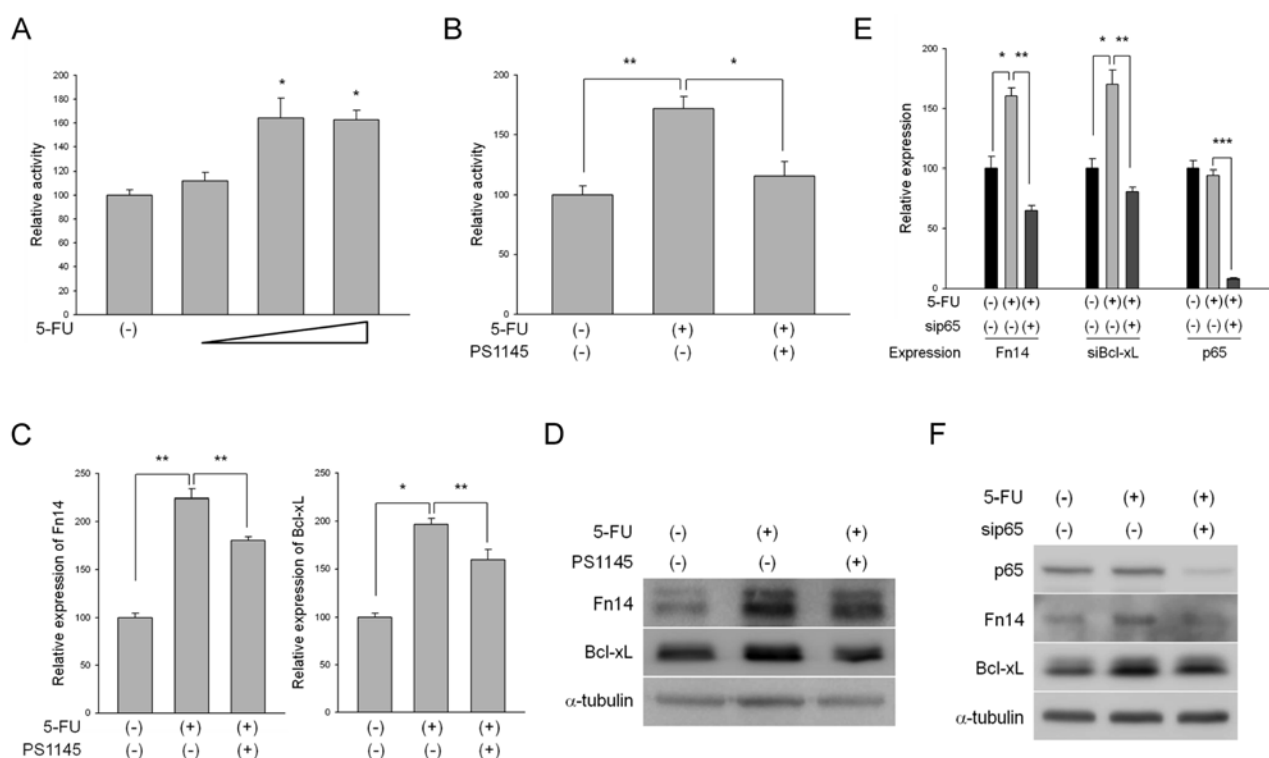 A
Relative activity
200
180
160
140
120
100
80
60
40
20
0
* *
5-FU (-)
B
Relative activity
200
150
100
50
0
** *
5-FU (-) (+) (+)
PS1145 (-) (-) (+)
E
Relative expression
200
150
100
50
0
* ** * ** ***
5-FU (-) (+) (+) (-) (+) (+) (-) (+) (+)
sip65 (-) (-) (+) (-) (-) (+) (-) (-) (+)
Expression Fn14 siBcl-xL p65
C
Relative expression of Fn14
250
200
150
100
50
0
** **
5-FU (-) (+) (+)
PS1145 (-) (-) (+)
Relative expression of Bcl-xL
250
200
150
100
50
0
* **
(-) (+) (+)
(-) (-) (+)
D
5-FU (-) (+) (+)
PS1145 (-) (-) (+)
Fn14
Bcl-xL
α-tubulin
F
5-FU (-) (+) (+)
sip65 (-) (-) (+)
p65
Fn14
Bcl-xL
α-tubulin